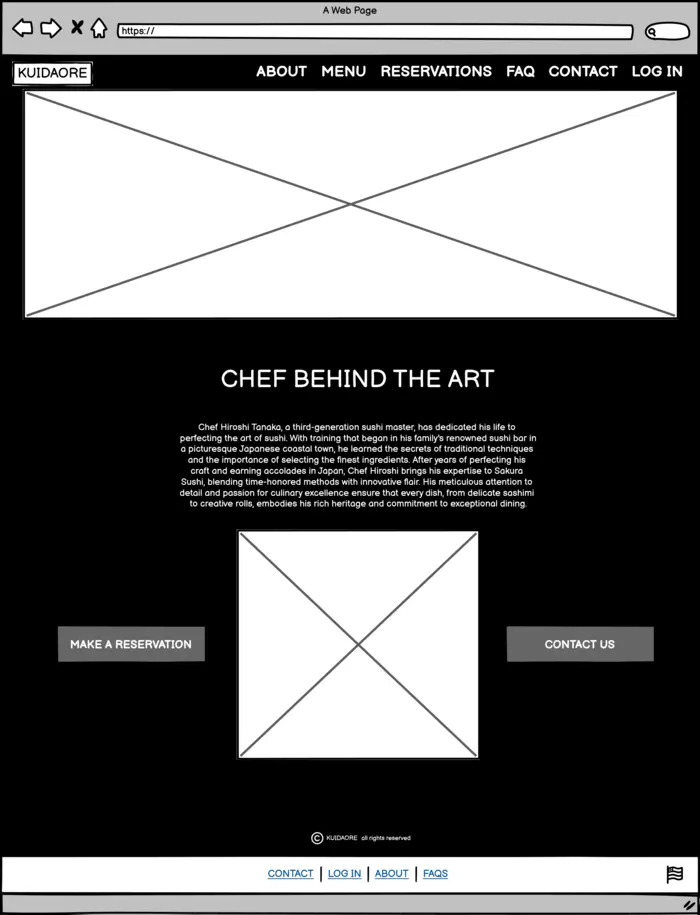 A Web Page
https://
KUIDAORE
ABOUT MENU RESERVATIONS FAQ CONTACT LOG IN
CHEF BEHIND THE ART
Chef Hiroshi Tanaka, a third-generation sushi master, has dedicated his life to
perfecting the art of sushi. With training that began in his family's renowned sushi bar in
a picturesque Japanese coastal town, he learned the secrets of traditional techniques
and the importance of selecting the finest ingredients. After years of perfecting his
craft and earning accolades in Japan, Chef Hiroshi brings his expertise to Sakura
Sushi, blending time-honored methods with innovative flair. His meticulous attention to
detail and passion for culinary excellence ensure that every dish, from delicate sashimi
to creative rolls, embodies his rich heritage and commitment to exceptional dining.
MAKE A RESERVATION
CONTACT US
© KUIDAORE all rights reserved
CONTACT | LOG IN | ABOUT | FAQS